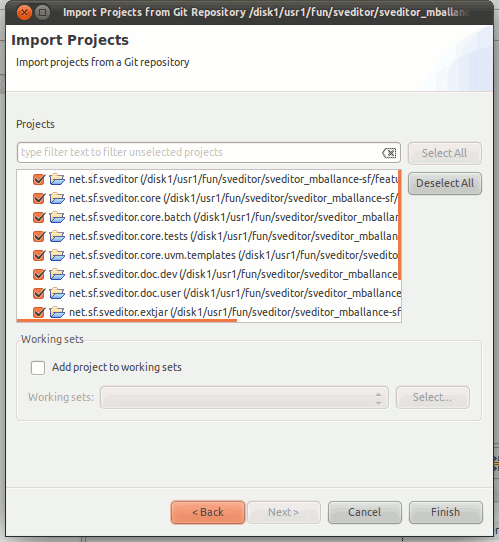 Import Projects from Git Repository /disk1/usr1/fun/sveditor/sveditor_mballanc
Import Projects
Import projects from a Git repository
Projects
type filter text to filter unselected projects
Select All
net.sf.sveditor (/disk1/usr1/fun/sveditor/sveditor_mballance-sf/featu
Deselect All
net.sf.sveditor.core (/disk1/usr1/fun/sveditor/sveditor_mballance-sf/
net.sf.sveditor.core.batch (/disk1/usr1/fun/sveditor/sveditor_mballan
net.sf.sveditor.core.tests (/disk1/usr1/fun/sveditor/sveditor_mballan
net.sf.sveditor.core.uvm.templates (/disk1/usr1/fun/sveditor/svedito
net.sf.sveditor.doc.dev (/disk1/usr1/fun/sveditor/sveditor_mballance
net.sf.sveditor.doc.user (/disk1/usr1/fun/sveditor/sveditor_mballance
net.sf.sveditor.extjar (/disk1/usr1/fun/sveditor/sveditor_mballance-sf
Working sets
Add project to working sets
Working sets:
Select...
< Back
Next >
Cancel
Finish